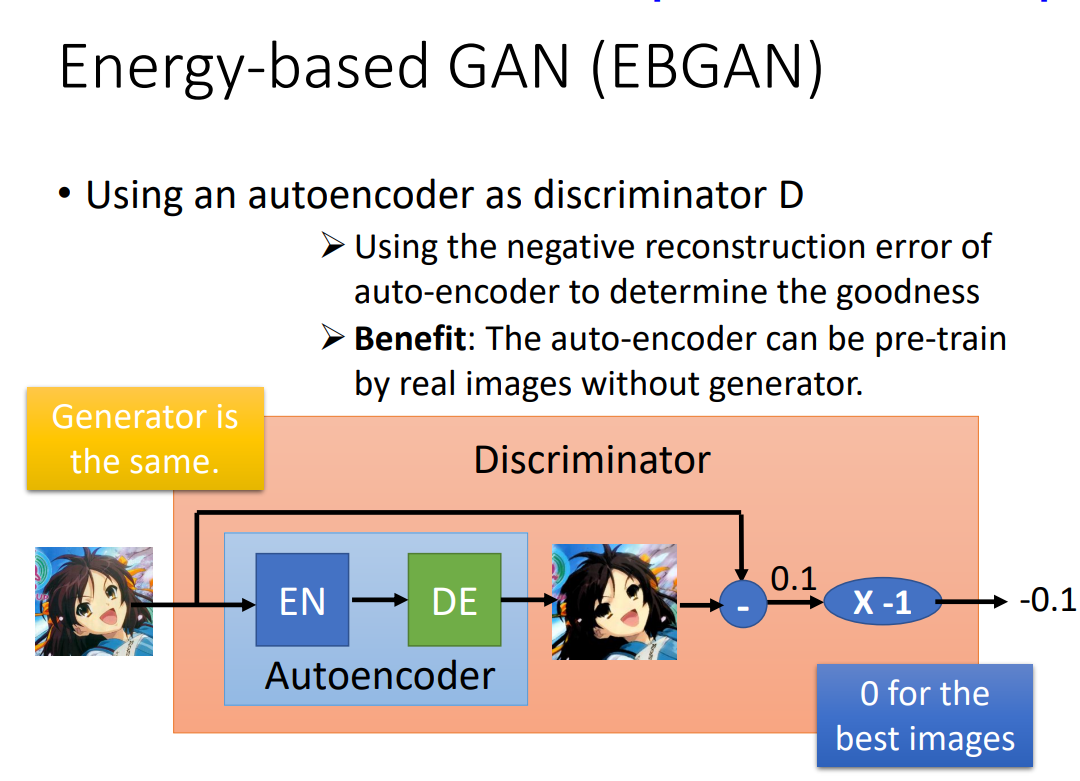 Energy-based GAN (EBGAN)
• Using an autoencoder as discriminator D
➢ Using the negative reconstruction error of
auto-encoder to determine the goodness
➢ Benefit: The auto-encoder can be pre-train
by real images without generator.
Generator is
the same.
Discriminator
EN
DE
Autoencoder
-
0.1
X -1
-0.1
0 for the
best images